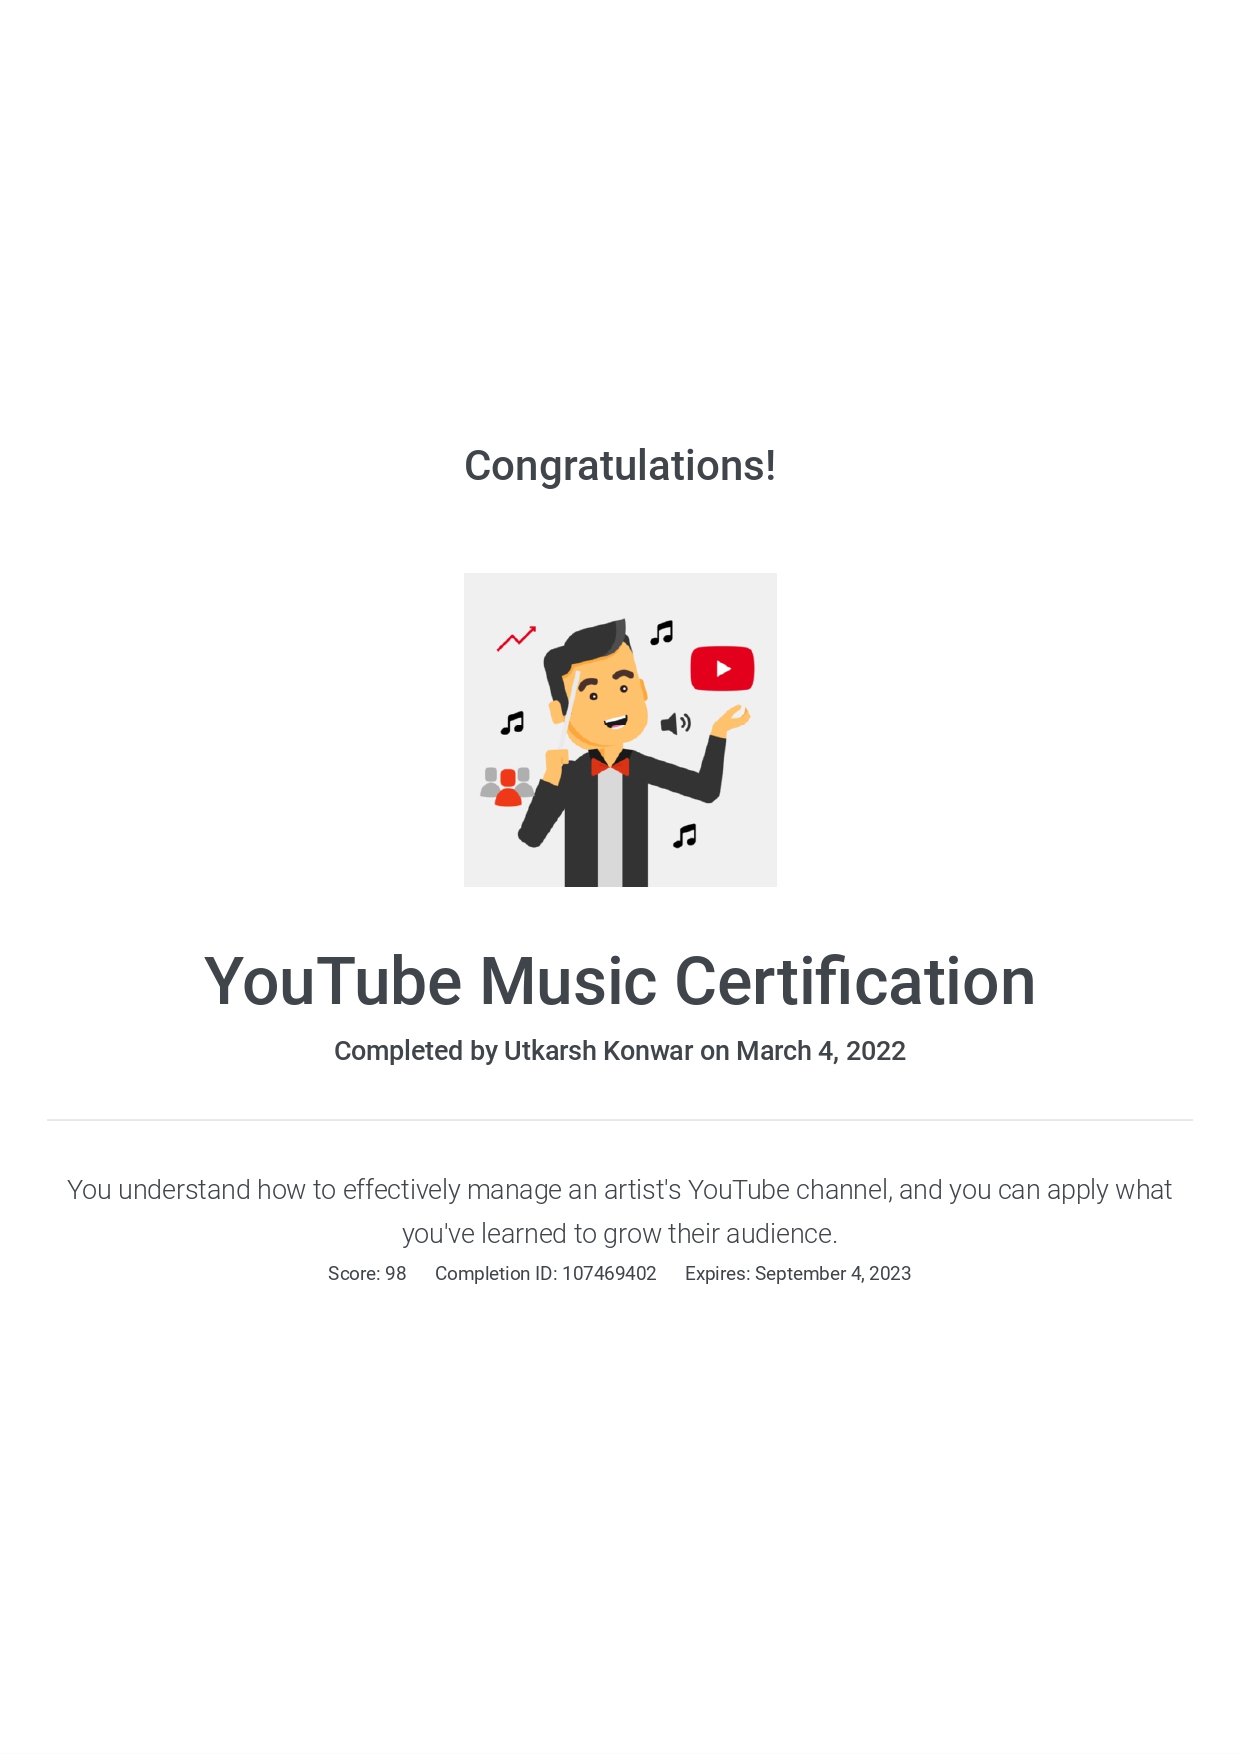 Congratulations!
YouTube Music Certification
Completed by Utkarsh Konwar on March 4, 2022
You understand how to effectively manage an artist's YouTube channel, and you can apply what
you've learned to grow their audience.
Score: 98 Completion ID: 107469402 Expires: September 4, 2023